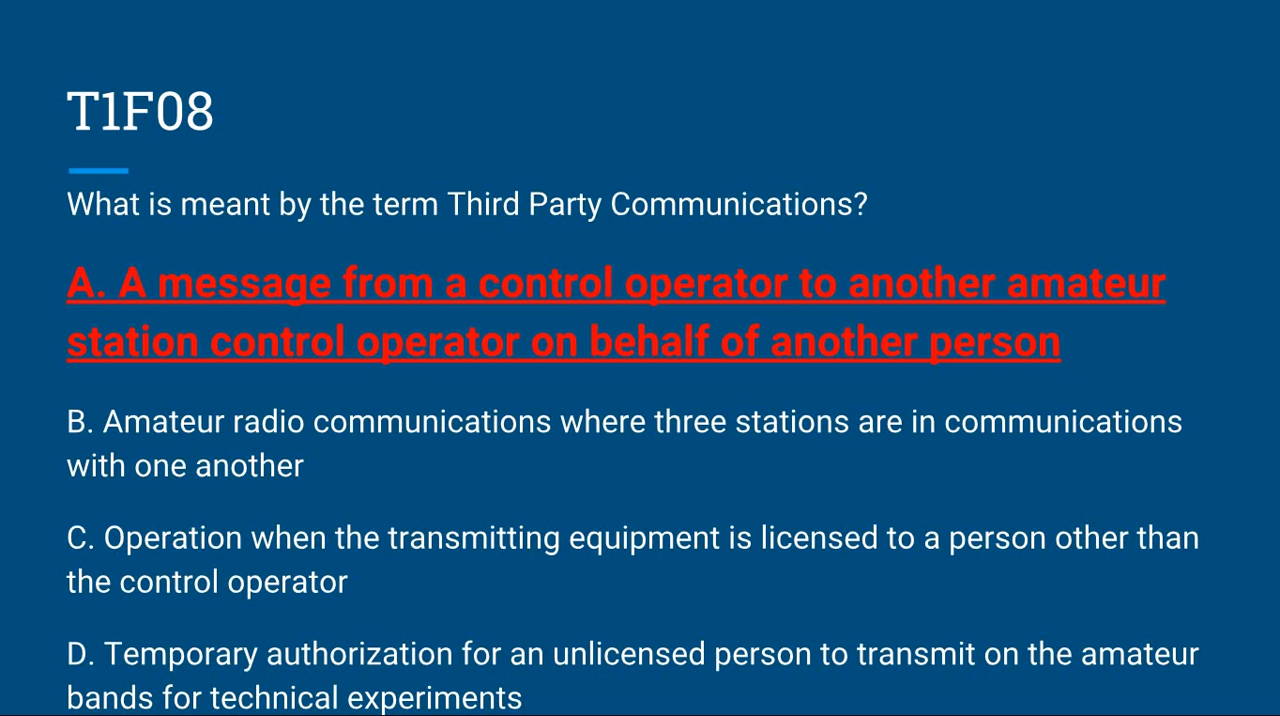 T1F08
What is meant by the term Third Party Communications?
A. A message from a control operator to another amateur
station control operator on behalf of another person
B. Amateur radio communications where three stations are in communications
with one another
C. Operation when the transmitting equipment is licensed to a person other than
the control operator
D. Temporary authorization for an unlicensed person to transmit on the amateur
bands for technical experiments